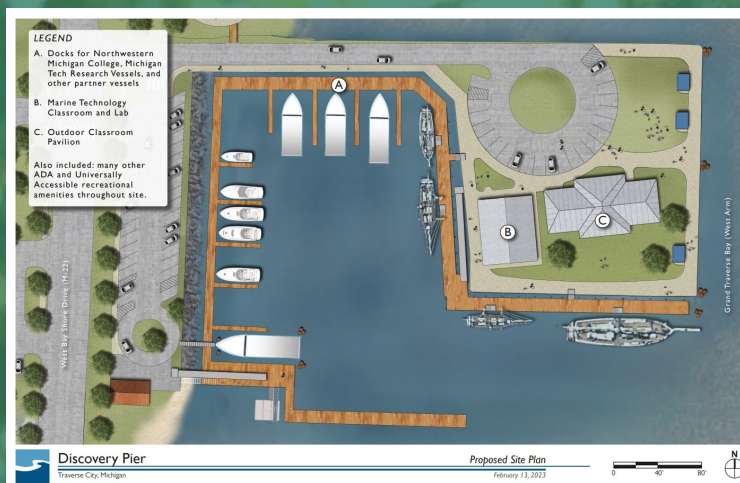 LEGEND
A. Docks for Northwestern
Michigan College, Michigan
Tech Research Vessels, and
other partner vessels
B. Marine Technology
Classroom and Lab
C. Outdoor Classroom
Pavilion
Also included: many other
ADA and Universally
Accessible recreational
amenities throughout site.
A
B
C
West Bay Shore Drive (M-22)
Grand Traverse Bay (West Arm)
Discovery Pier
Traverse City, Michigan
Proposed Site Plan
February 13, 2023
0 40' 80'
N